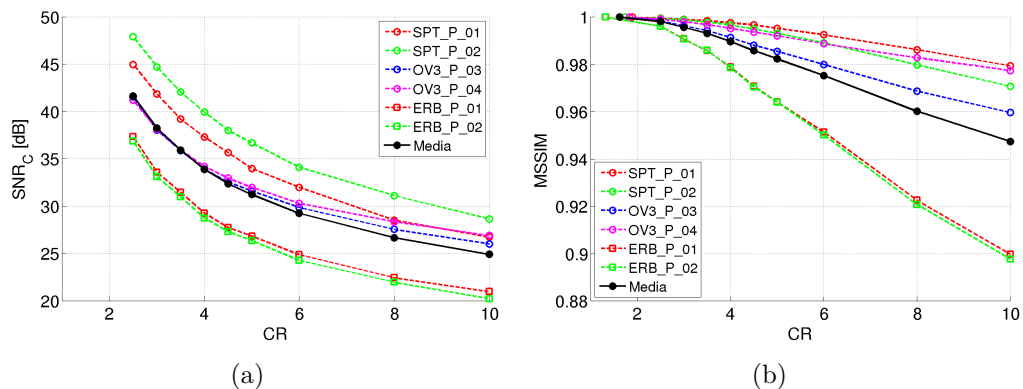 50
45
40
35
30
25
20
2
4
6
8
10
SNR_C [dB]
CR
SPT_P_01
SPT_P_02
OV3_P_03
OV3_P_04
ERB_P_01
ERB_P_02
Media
(a)
1
0.98
0.96
0.94
0.92
0.9
0.88
2
4
6
8
10
MSSIM
CR
SPT_P_01
SPT_P_02
OV3_P_03
OV3_P_04
ERB_P_01
ERB_P_02
Media
(b)